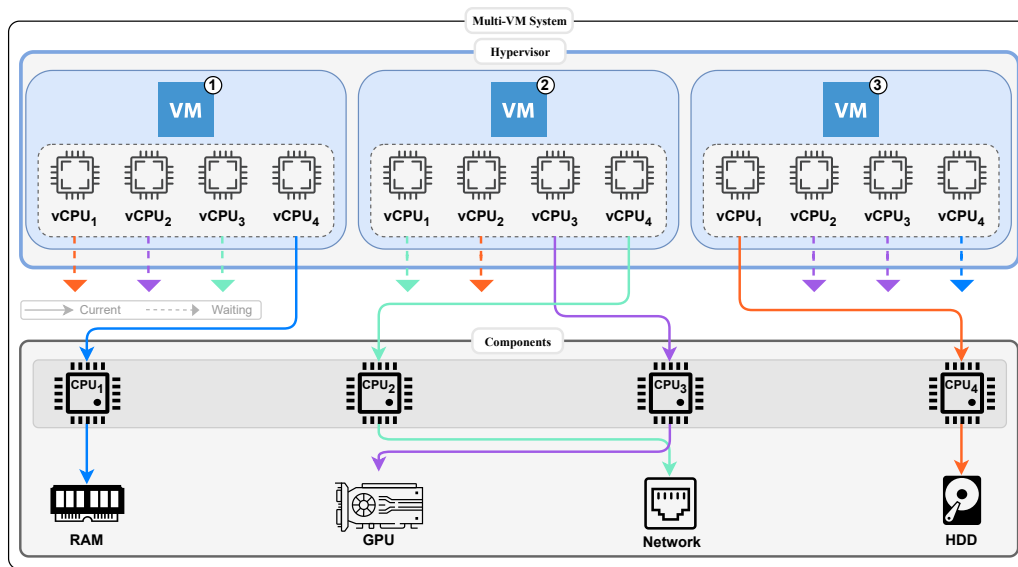 Multi-VM System
Hypervisor
VM 1
VM 2
VM 3
vCPU1 vCPU2 vCPU3 vCPU4
vCPU1 vCPU2 vCPU3 vCPU4
vCPU1 vCPU2 vCPU3 vCPU4
Current Waiting
Components
CPU1 CPU2 CPU3 CPU4
RAM GPU Network HDD